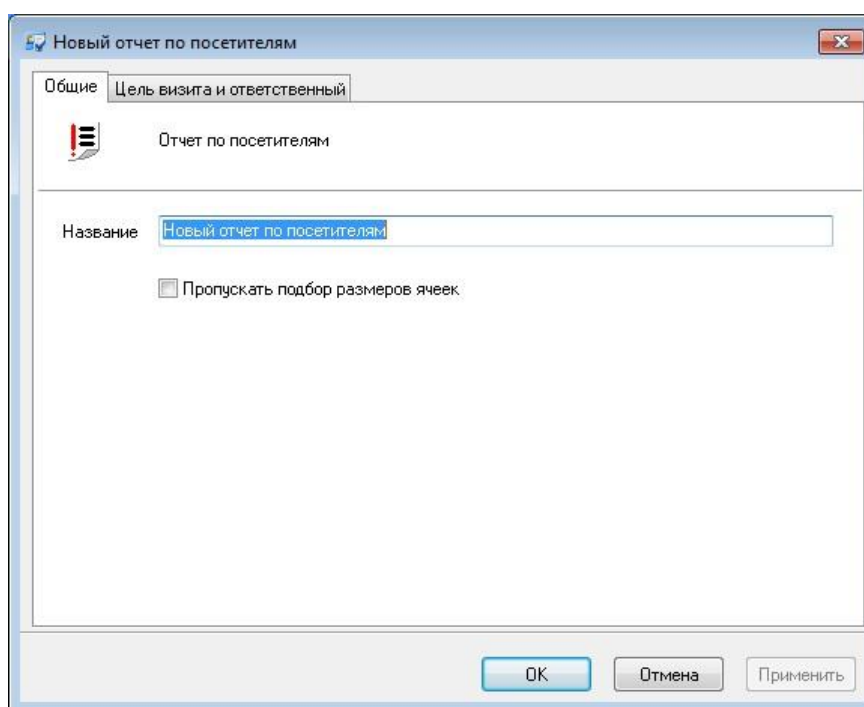 Новый отчет по посетителям
Общие Цель визита и ответственный
Отчет по посетителям
Название Новый отчет по посетителям
Пропускать подбор размеров ячеек
OK Отмена Применить